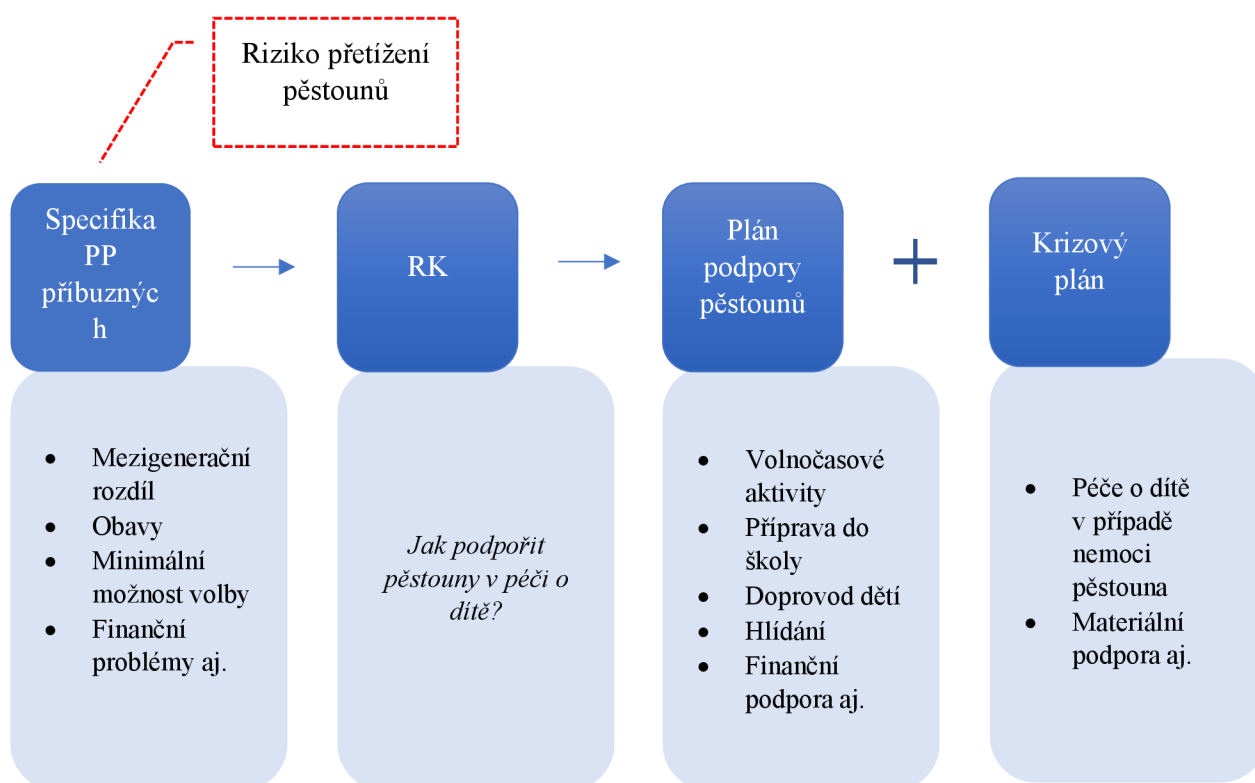 Riziko přetížení
pěstounů
Specifika
PP
příbuznýc
h
RK
Plán
podpory
pěstounů
+
Krizový
plán
• Mezigenerační
rozdíl
• Obavy
• Minimální
možnost volby
• Finanční
problémy aj.
Jak podpořit
pěstouny v péči o
dítě?
• Volnočasové
aktivity
• Příprava do
školy
• Doprovod dětí
• Hlídání
• Finanční
podpora aj.
• Péče o dítě
v případě
nemoci
pěstouna
• Materiální
podpora aj.